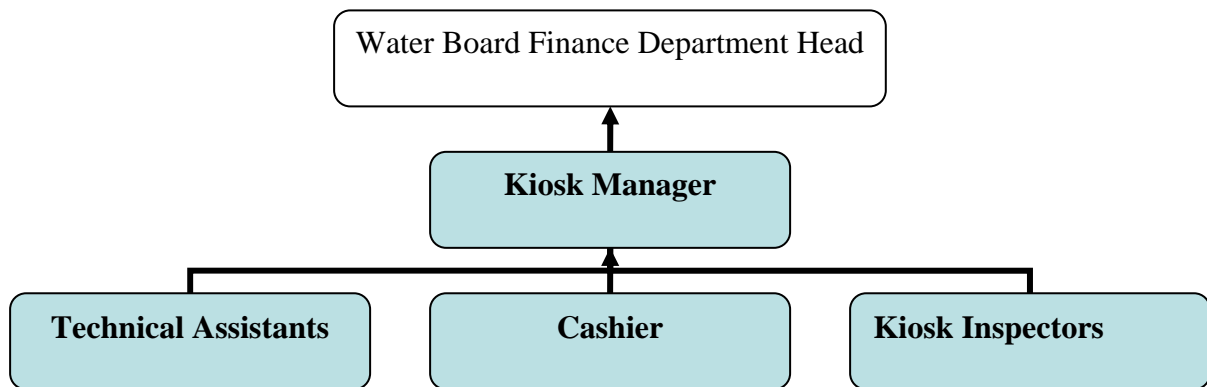 Water Board Finance Department Head
Kiosk Manager
Technical Assistants
Cashier
Kiosk Inspectors